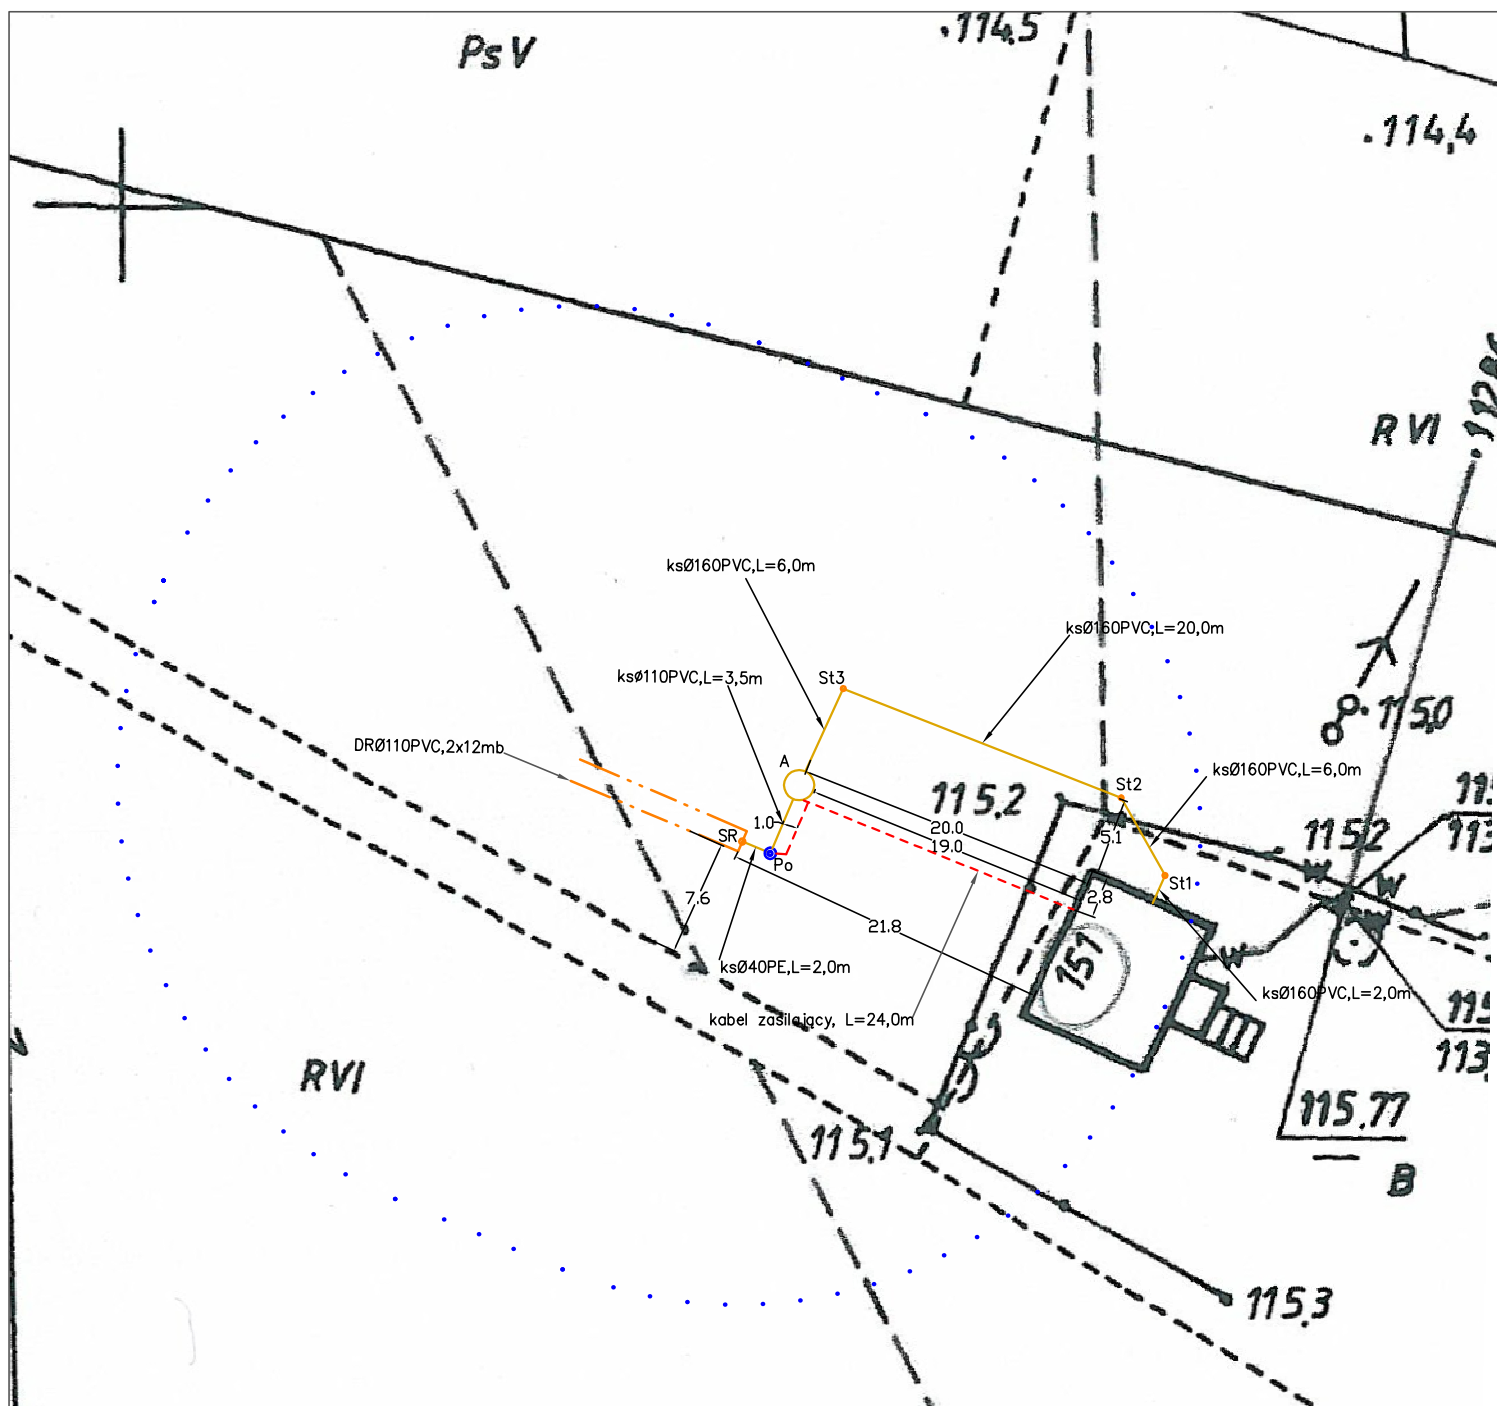 PsV
.114.5
.114,4
RVI
ksØ160PVC,L=6,0m
ksØ160PVC,L=20,0m
ksØ110PVC,L=3,5m
St3
.115,0
DRØ110PVC,2x12mb
A
ksØ160PVC,L=6,0m
St2
115,2
20.0
1.0
5.1
19.0
115,2
SR
Po
St1
W
W
W
7.6
2.8
21.8
151
W
ksØ40PE,L=2,0m
ksØ160PVC,L=2,0m
kabel zasilający, L=24,0m
113
RVI
115.77
115,1
B
115,3